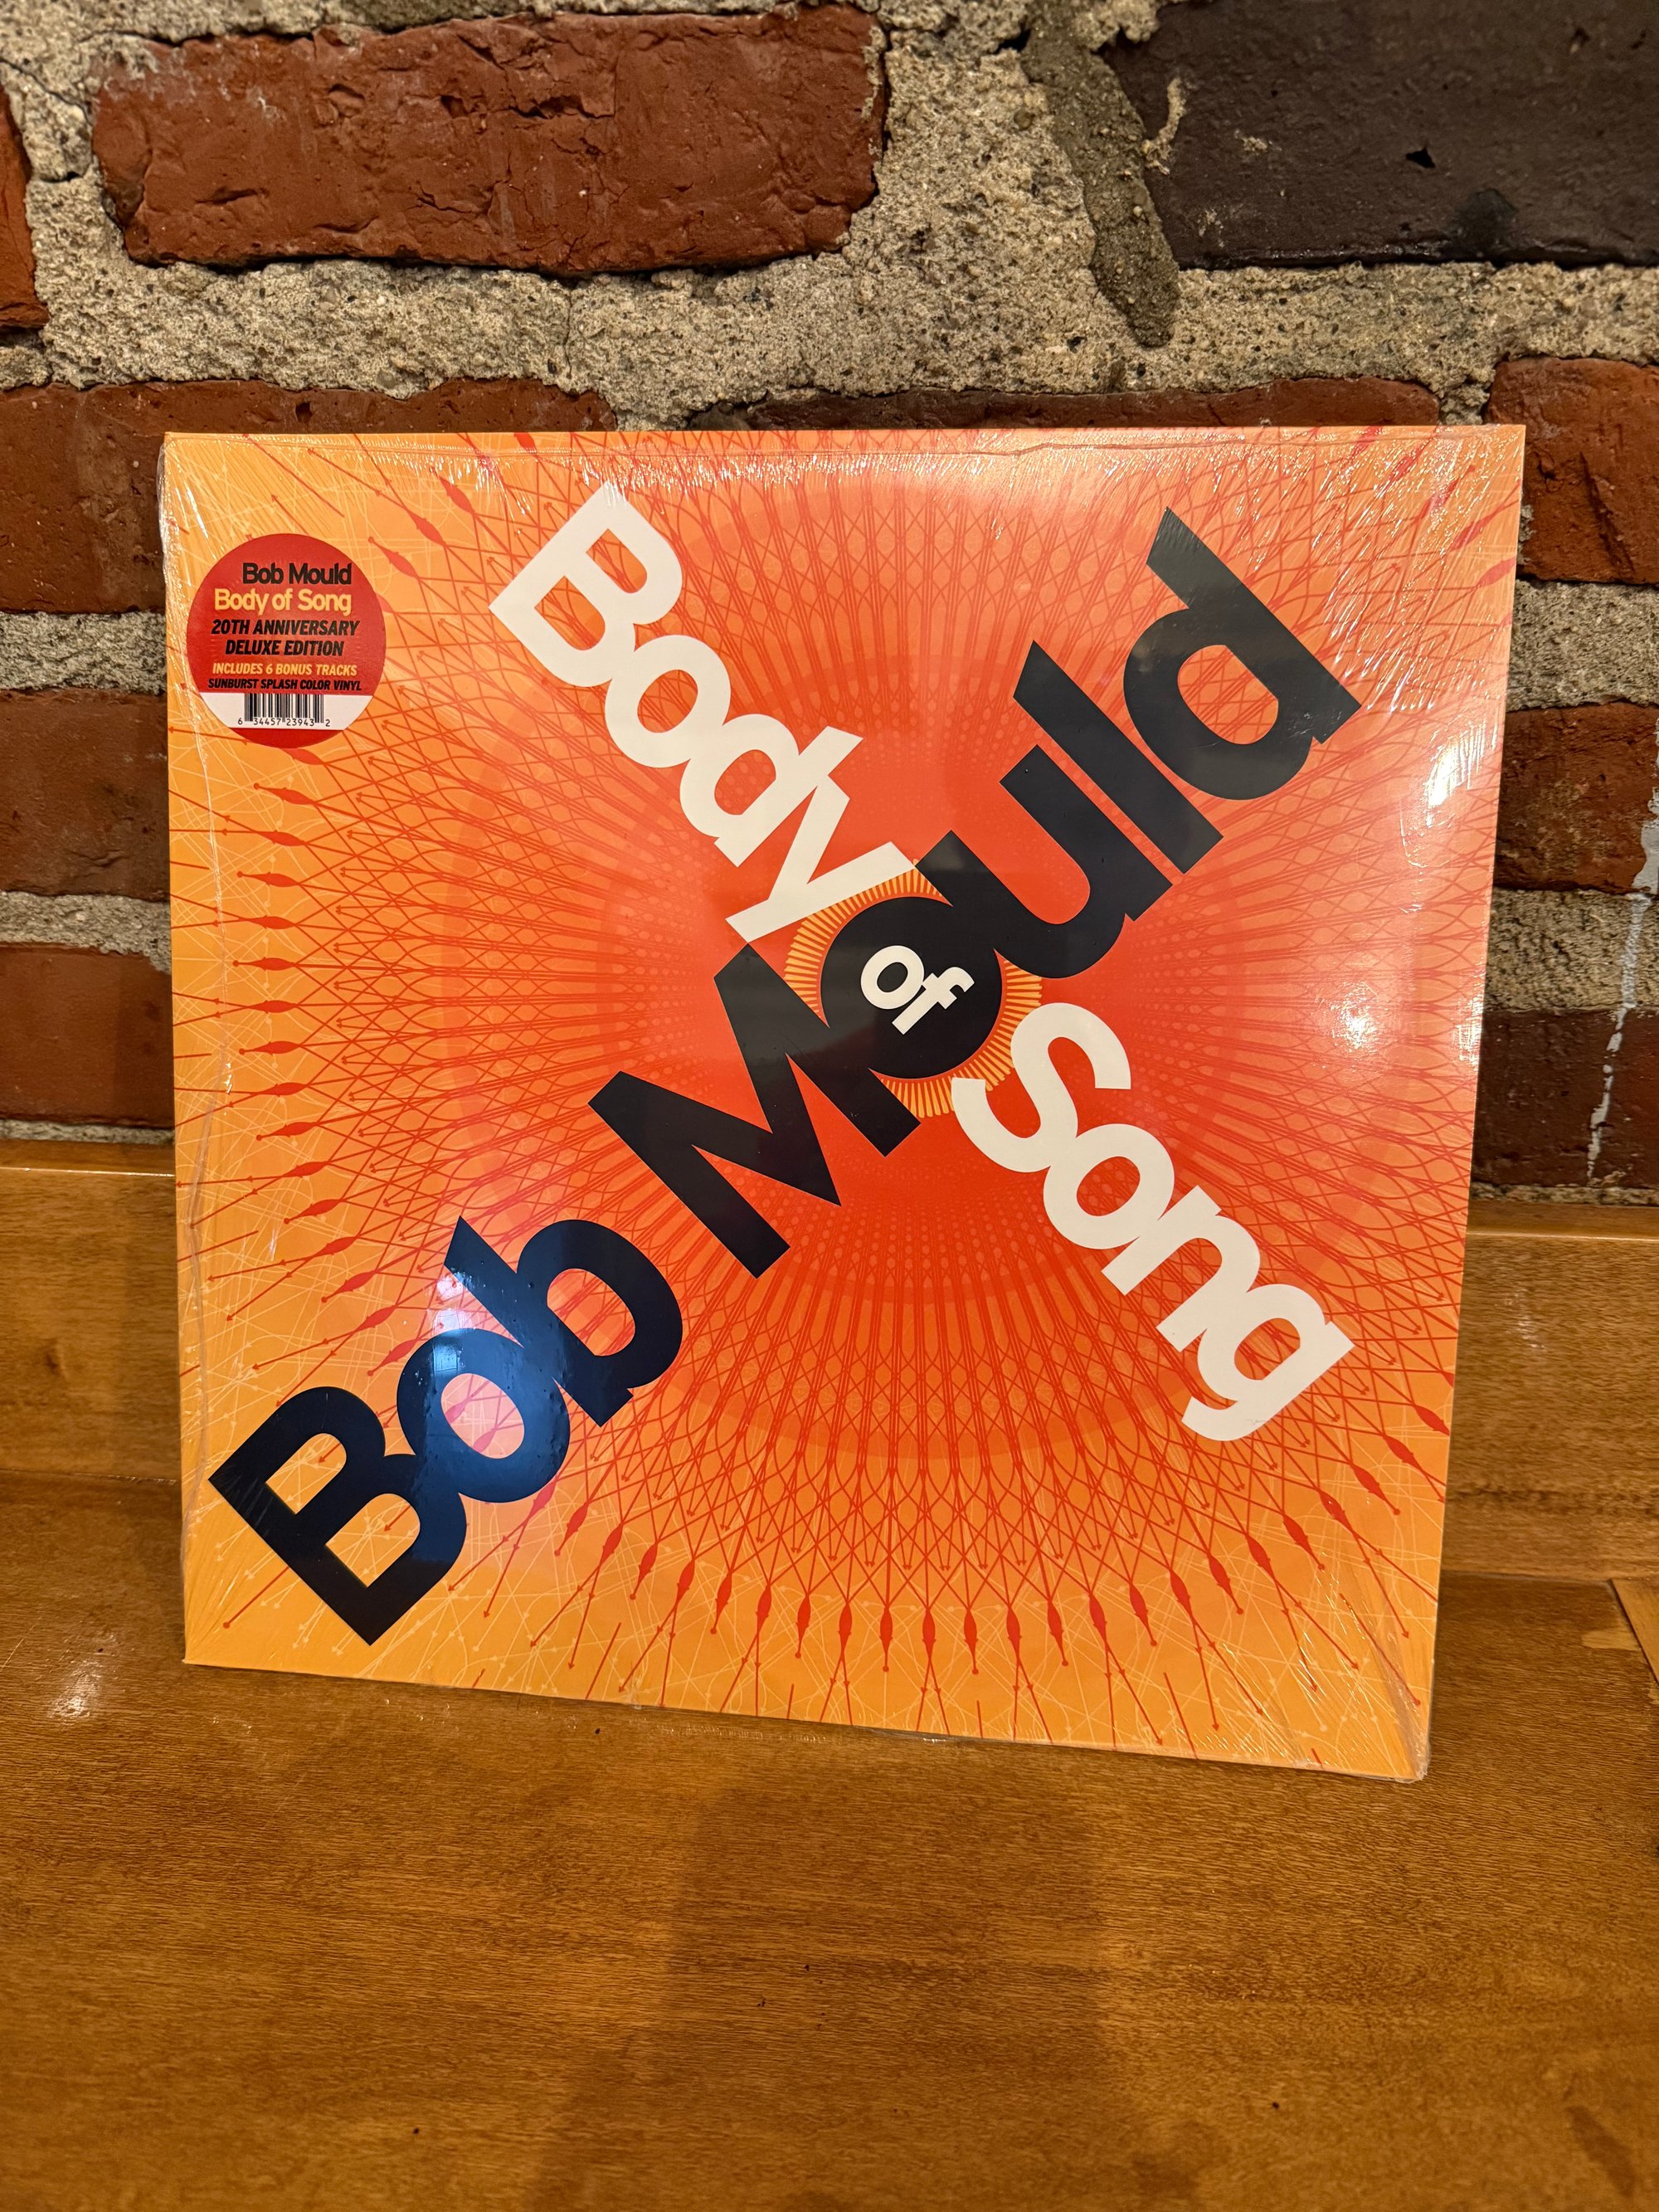 Bob Mould
Body of Song
20TH ANNIVERSARY
DELUXE EDITION
INCLUDES 6 BONUS TRACKS
SUNBURST SPLASH COLOR VINYL
6 34457 23943 2
Body of Song
Bob Mould